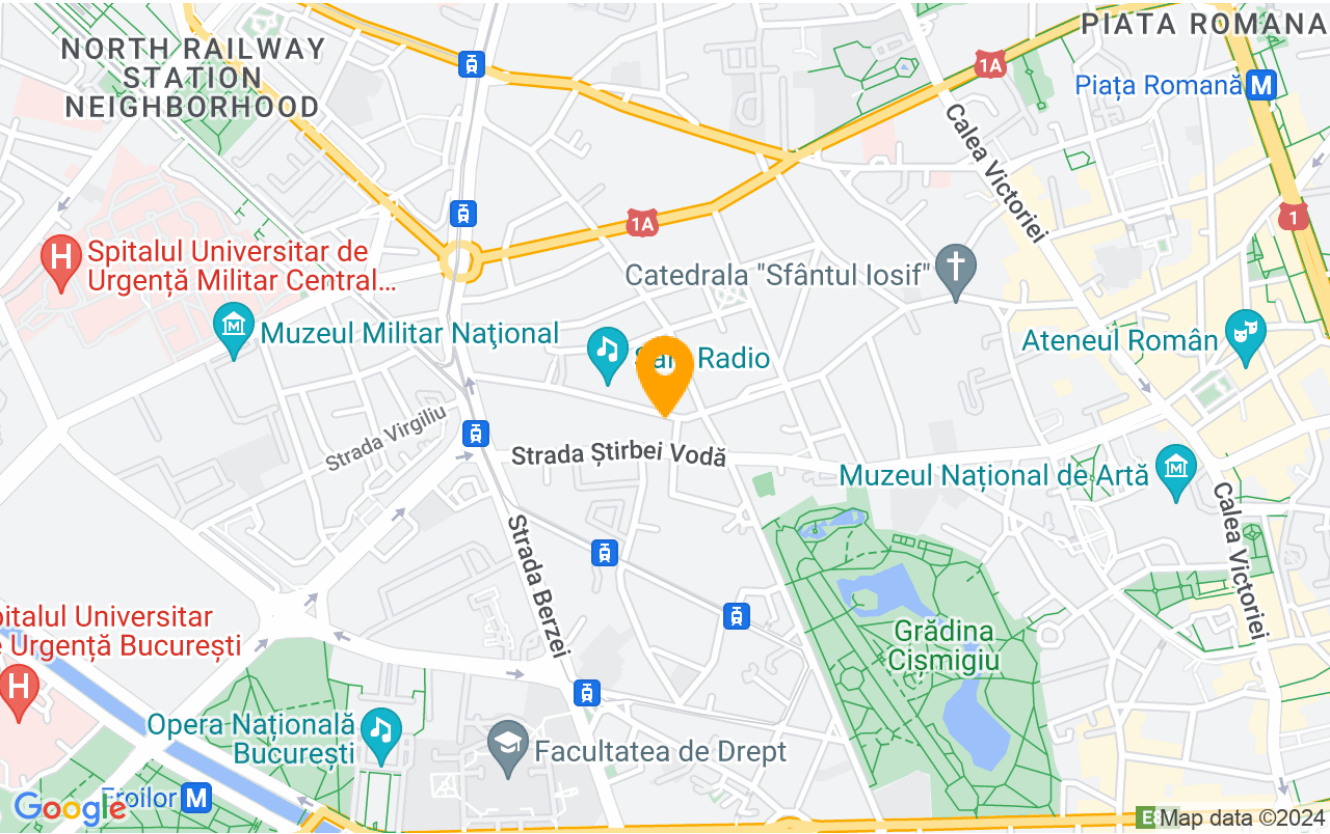 PIATA ROMANA
NORTH RAILWAY
STATION
NEIGHBORHOOD
1A
Piața Romană M
Calea Victoriei
1
1A
H Spitalul Universitar de
Urgență Militar Central...
Catedrala "Sfântul Iosif"
M Muzeul Militar Naţional
Ateneul Român
Radio
Strada Virgiliu
Strada Știrbei Vodă
Muzeul Național de Artă M
Calea Victoriei
Strada Berzei
Universitar
Urgență București
H
Grădina
Cișmigiu
Opera Națională
București
Facultatea de Drept
Google
Eroilor M
Map data ©2024